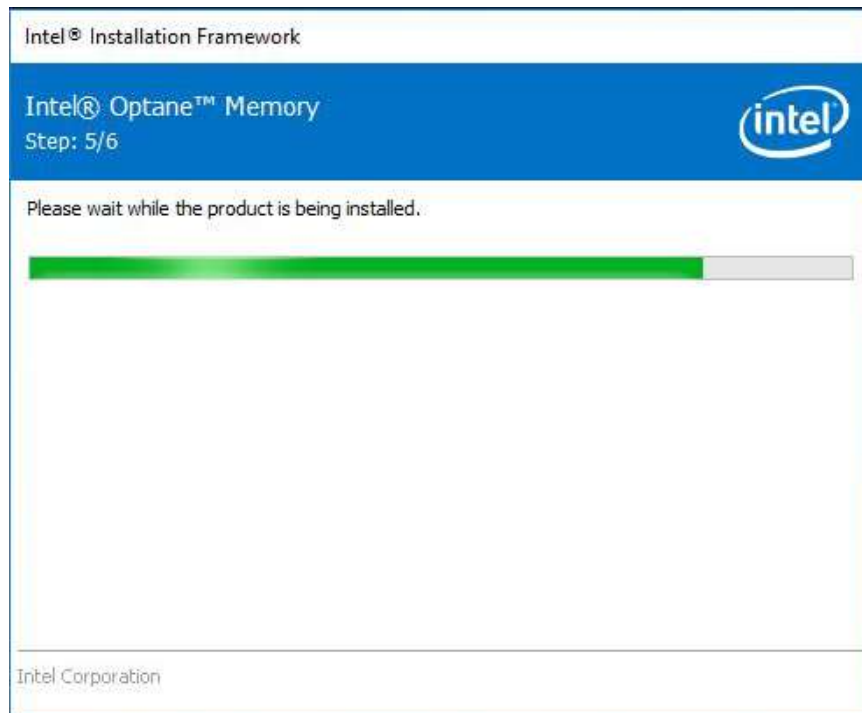 Intel® Installation Framework
Intel® Optane™ Memory
Step: 5/6
intel
Please wait while the product is being installed.
Intel Corporation